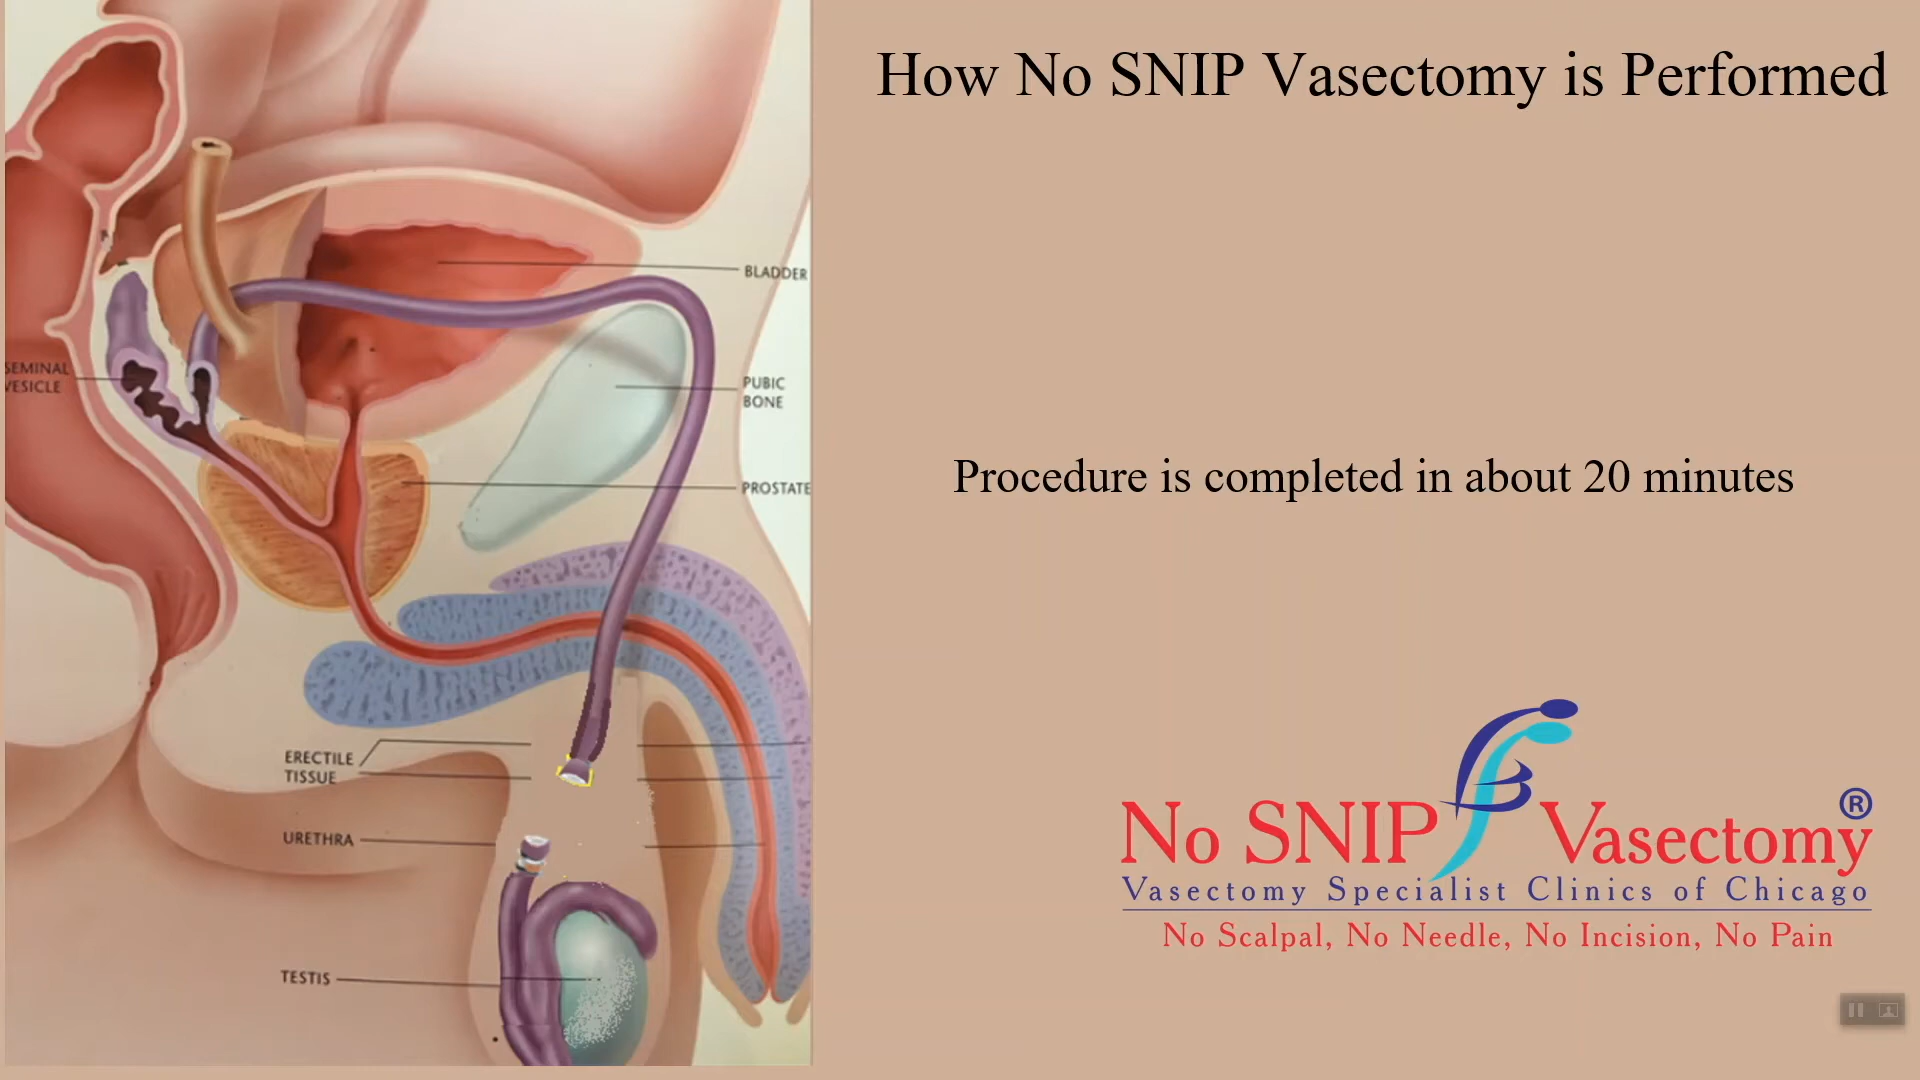 How No SNIP Vasectomy is Performed
BLADDER
SEMINAL
VESICLE
PUBIC
BONE
PROSTATE
Procedure is completed in about 20 minutes
ERECTILE
TISSUE
URETHRA
TESTIS
No SNIP Vasectomy®
Vasectomy Specialist Clinics of Chicago
No Scalpal, No Needle, No Incision, No Pain